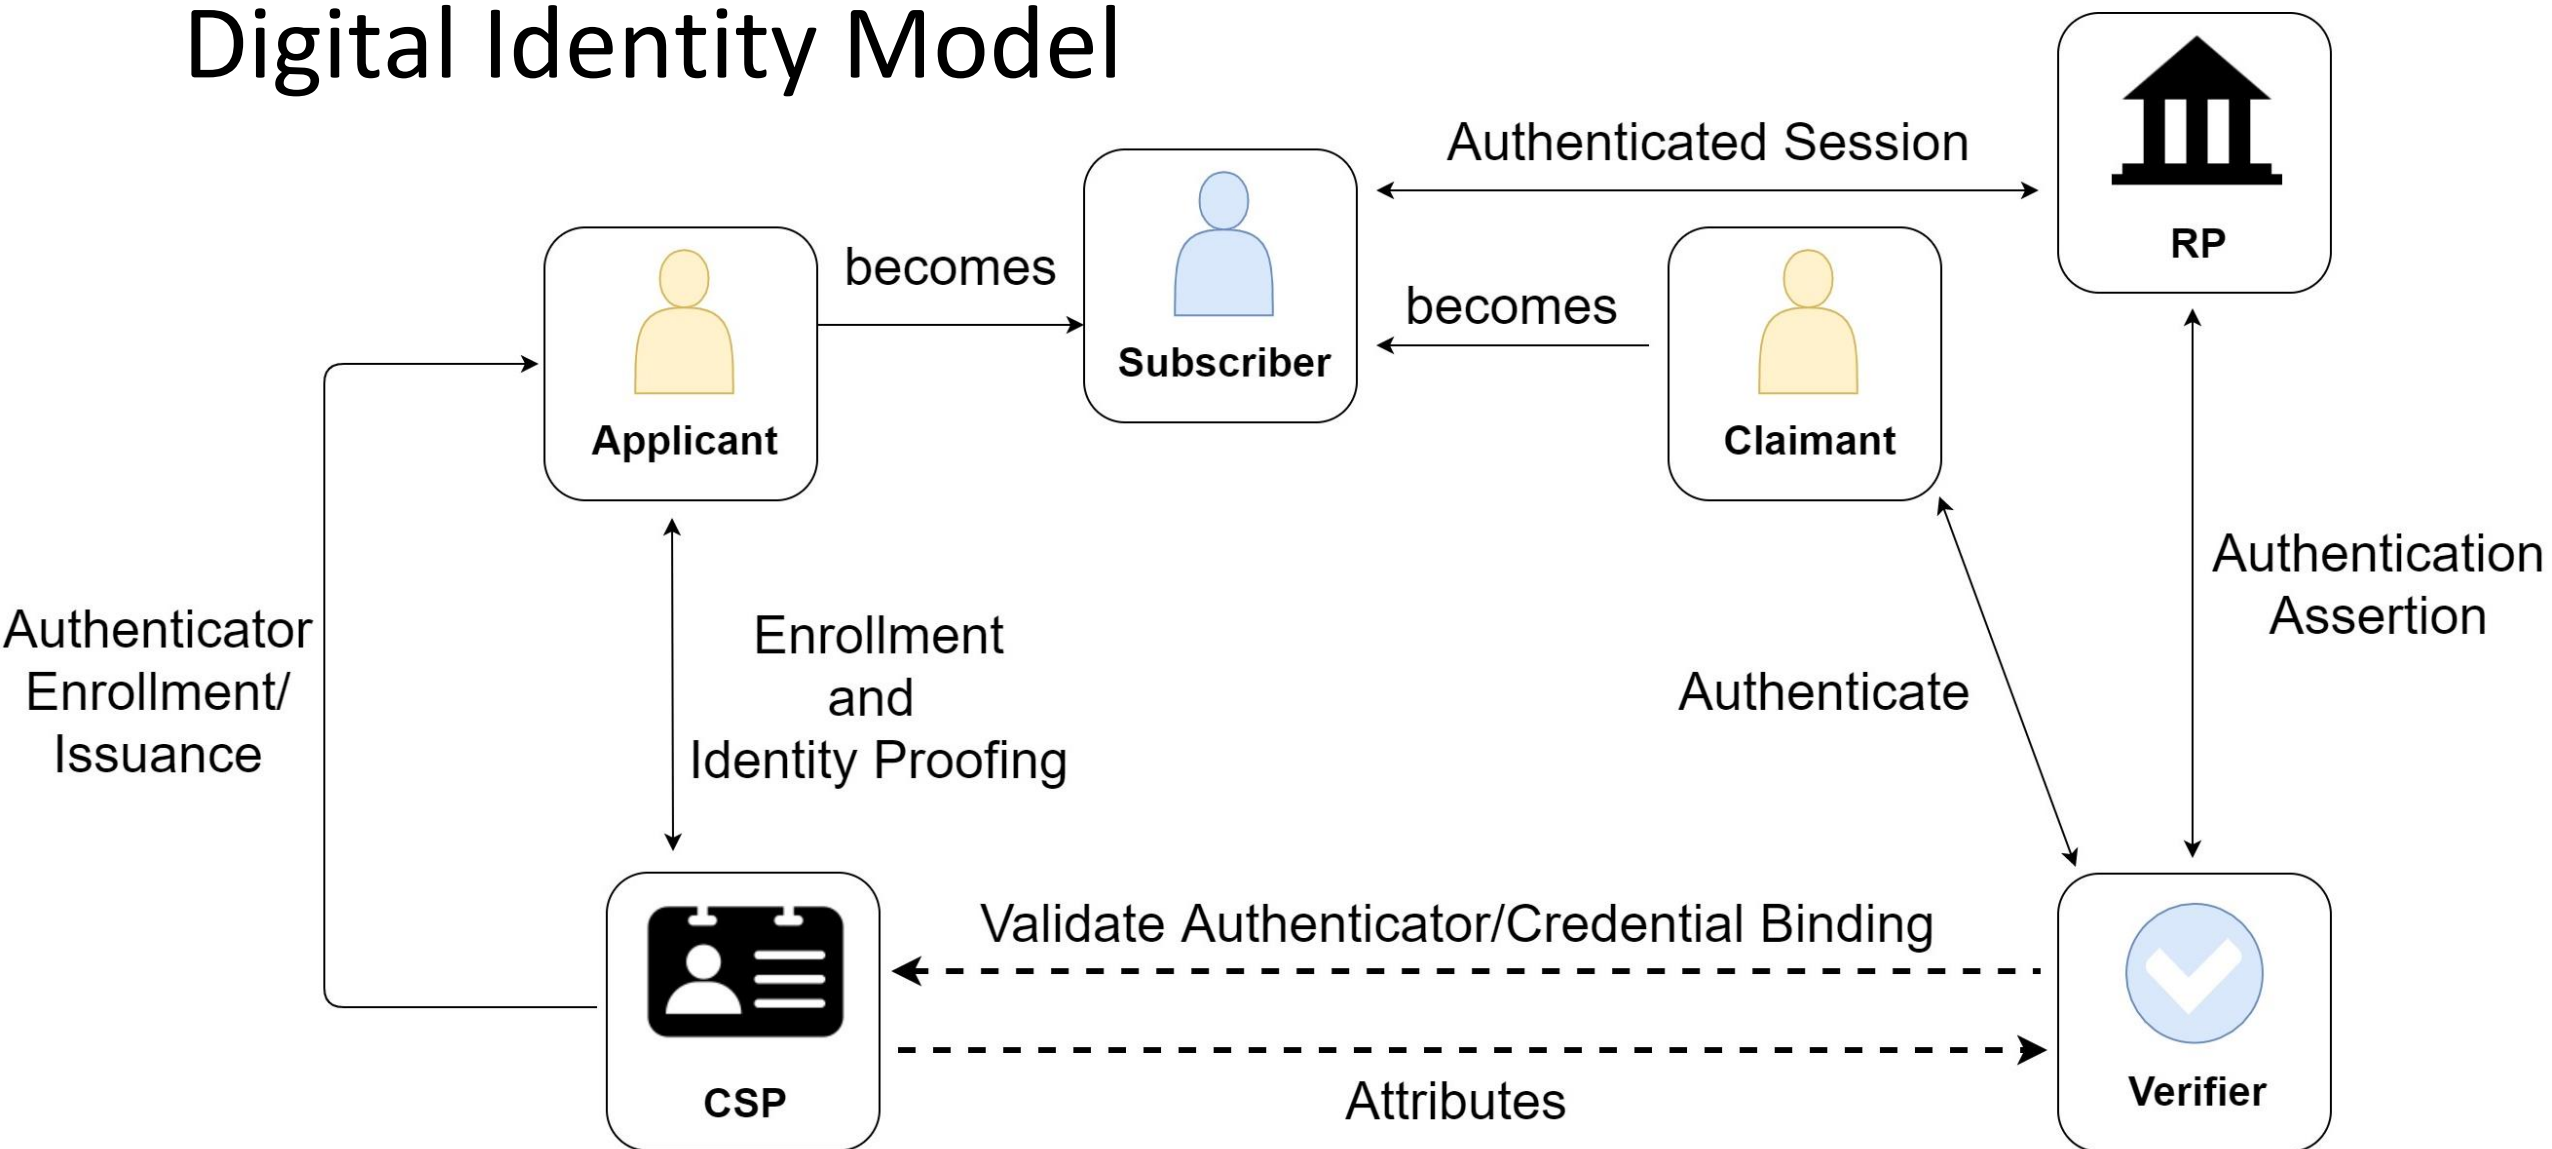 Digital Identity Model
Authenticated Session
RP
becomes
Subscriber
becomes
Applicant
Claimant
Authenticator
Enrollment/
Issuance
Enrollment
and
Identity Proofing
Authenticate
Authentication
Assertion
Validate Authenticator/Credential Binding
CSP
Attributes
Verifier